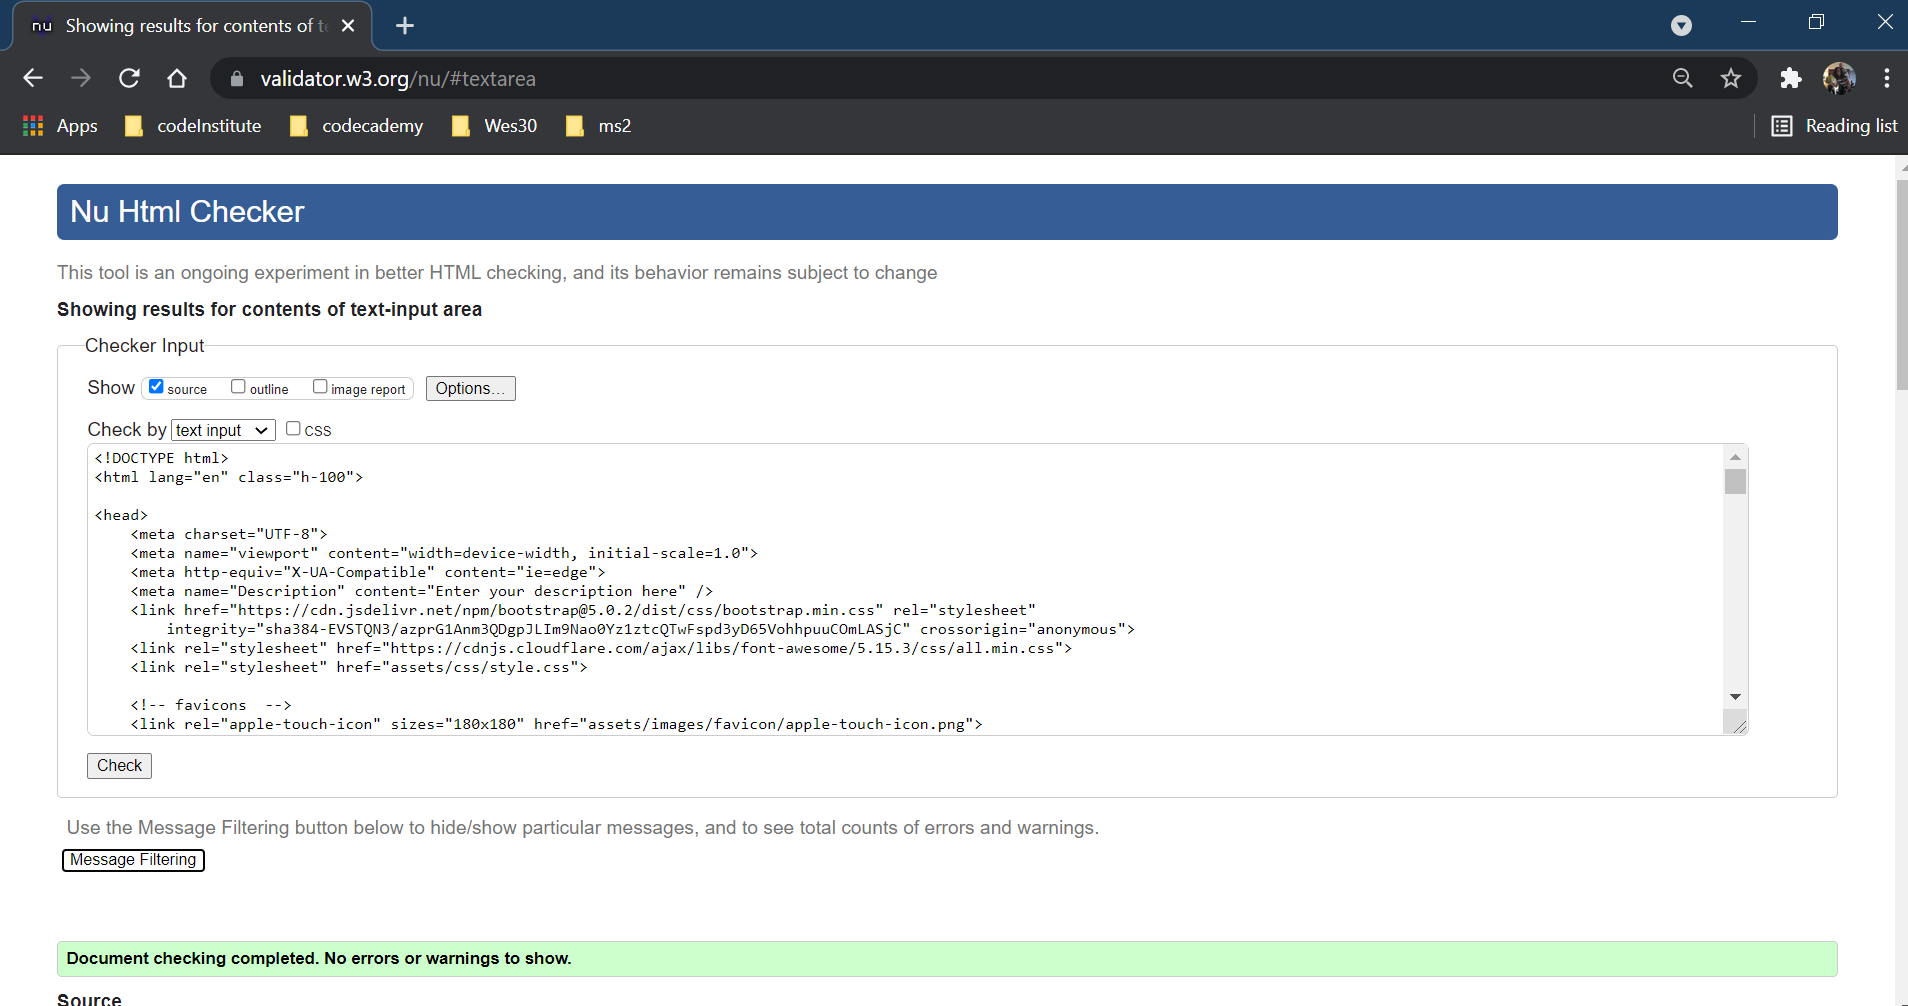 nu Showing results for contents of te
validator.w3.org/nu/#textarea
Apps codeInstitute codecademy Wes30 ms2 Reading list
Nu Html Checker
This tool is an ongoing experiment in better HTML checking, and its behavior remains subject to change
Showing results for contents of text-input area
Checker Input
Show source outline image report Options...
Check by text input css
<!DOCTYPE html>
<html lang="en" class="h-100">
<head>
<meta charset="UTF-8">
<meta name="viewport" content="width=device-width, initial-scale=1.0">
<meta http-equiv="X-UA-Compatible" content="ie=edge">
<meta name="Description" content="Enter your description here" />
<link href="https://cdn.jsdelivr.net/npm/bootstrap@5.0.2/dist/css/bootstrap.min.css" rel="stylesheet"
integrity="sha384-EVSTQN3/azprG1Anm3QDgpJLIm9Nao0Yz1ztcQTwFspd3yD65VohhpuuCOmLASjC" crossorigin="anonymous">
<link rel="stylesheet" href="https://cdnjs.cloudflare.com/ajax/libs/font-awesome/5.15.3/css/all.min.css">
<link rel="stylesheet" href="assets/css/style.css">
<!-- favicons  -->
<link rel="apple-touch-icon" sizes="180x180" href="assets/images/favicon/apple-touch-icon.png">
Check
Use the Message Filtering button below to hide/show particular messages, and to see total counts of errors and warnings.
Message Filtering
Document checking completed. No errors or warnings to show.
Source